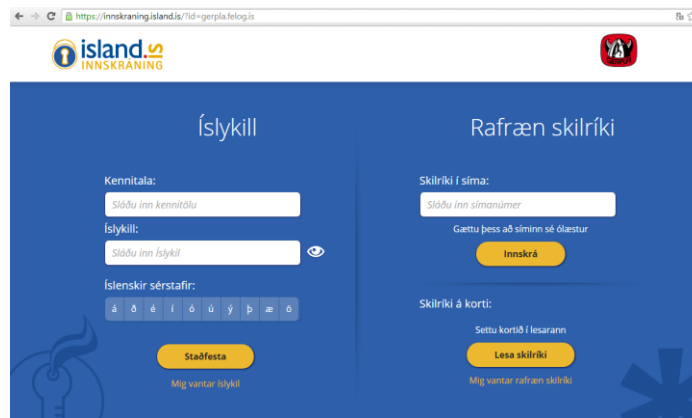 https://innskraning.island.is/?id=gerpla.felog.is
island.is
INNSKRÁNING
GERPLA
Íslykill
Kennitala:
Sláðu inn kennitölu
Íslykill:
Sláðu inn Íslykil
Íslenskir sérstafir:
á ð é í ó ú ý þ æ ö
Staðfesta
Mig vantar íslykil
Rafræn skilríki
Skilríki í síma:
Sláðu inn símanúmer
Gættu þess að síminn sé ólæstur
Innskrá
Skilríki á korti:
Settu kortið í lesarann
Lesa skilríki
Mig vantar rafræn skilríki